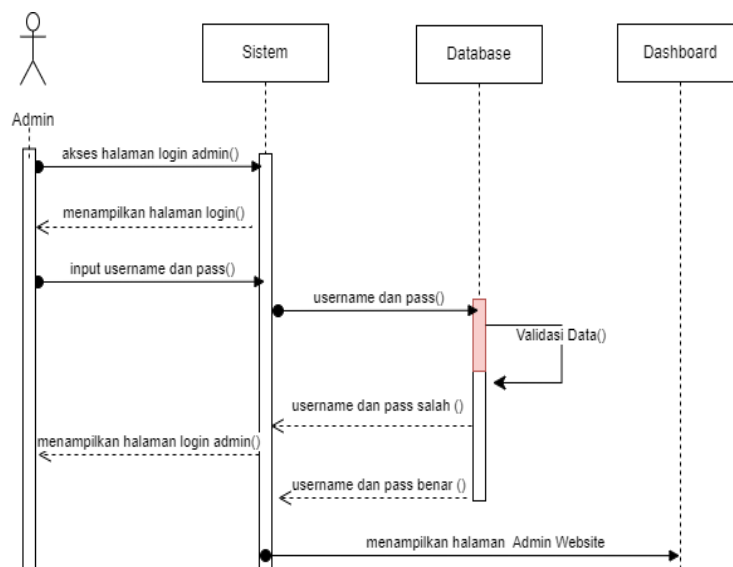 Sistem
Database
Dashboard
Admin
akses halaman login admin()
menampilkan halaman login()
input username dan pass()
username dan pass()
Validasi Data()
username dan pass salah ()
menampilkan halaman login admin()
username dan pass benar ()
menampilkan halaman Admin Website